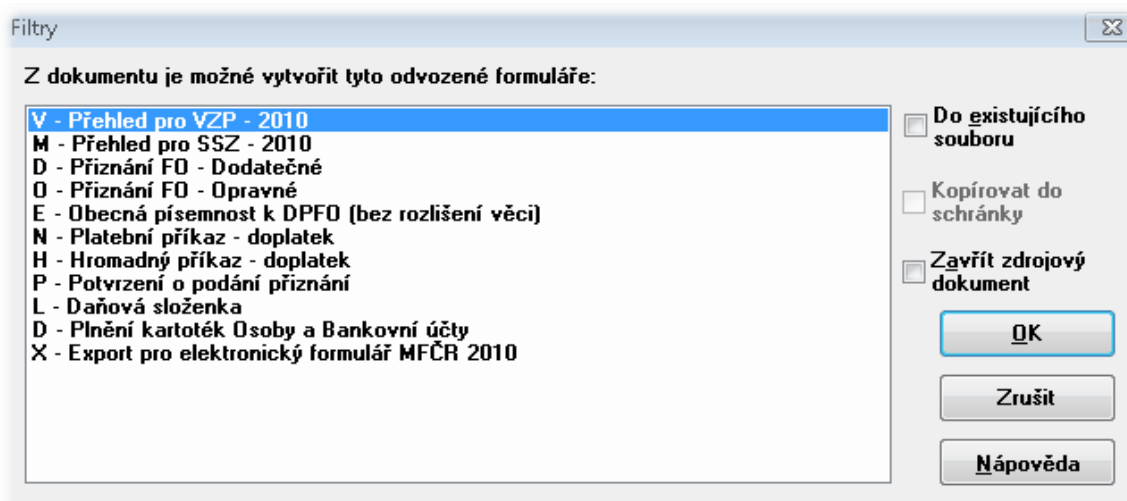 Filtry
Z dokumentu je možné vytvořit tyto odvozené formuláře:
V - Přehled pro VZP - 2010
M - Přehled pro SSZ - 2010
D - Přiznání FO - Dodatečné
O - Přiznání FO - Opravné
E - Obecná písemnost k DPFO (bez rozlišení věci)
N - Platební příkaz - doplatek
H - Hromadný příkaz - doplatek
P - Potvrzení o podání přiznání
L - Daňová složenka
D - Plnění kartoték Osoby a Bankovní účty
X - Export pro elektronický formulář MFČR 2010
Do existujícího
souboru
Kopírovat do
schránky
Zavřít zdrojový
dokument
OK
Zrušit
Nápověda